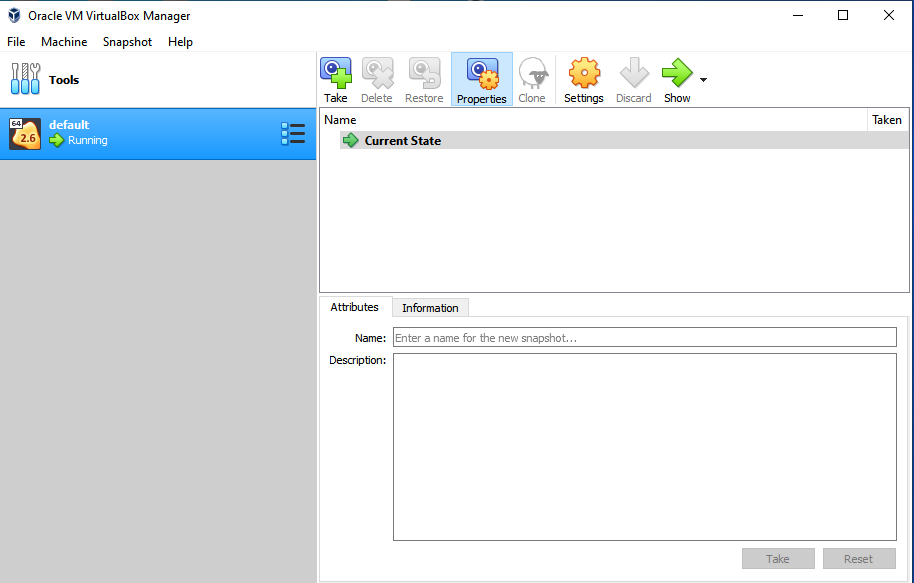 Oracle VM VirtualBox Manager
File Machine Snapshot Help
Tools
Take Delete Restore Properties Clone Settings Discard Show
64
2.6
default
Running
Name Taken
Current State
Attributes Information
Name: Enter a name for the new snapshot...
Description:
Take Reset